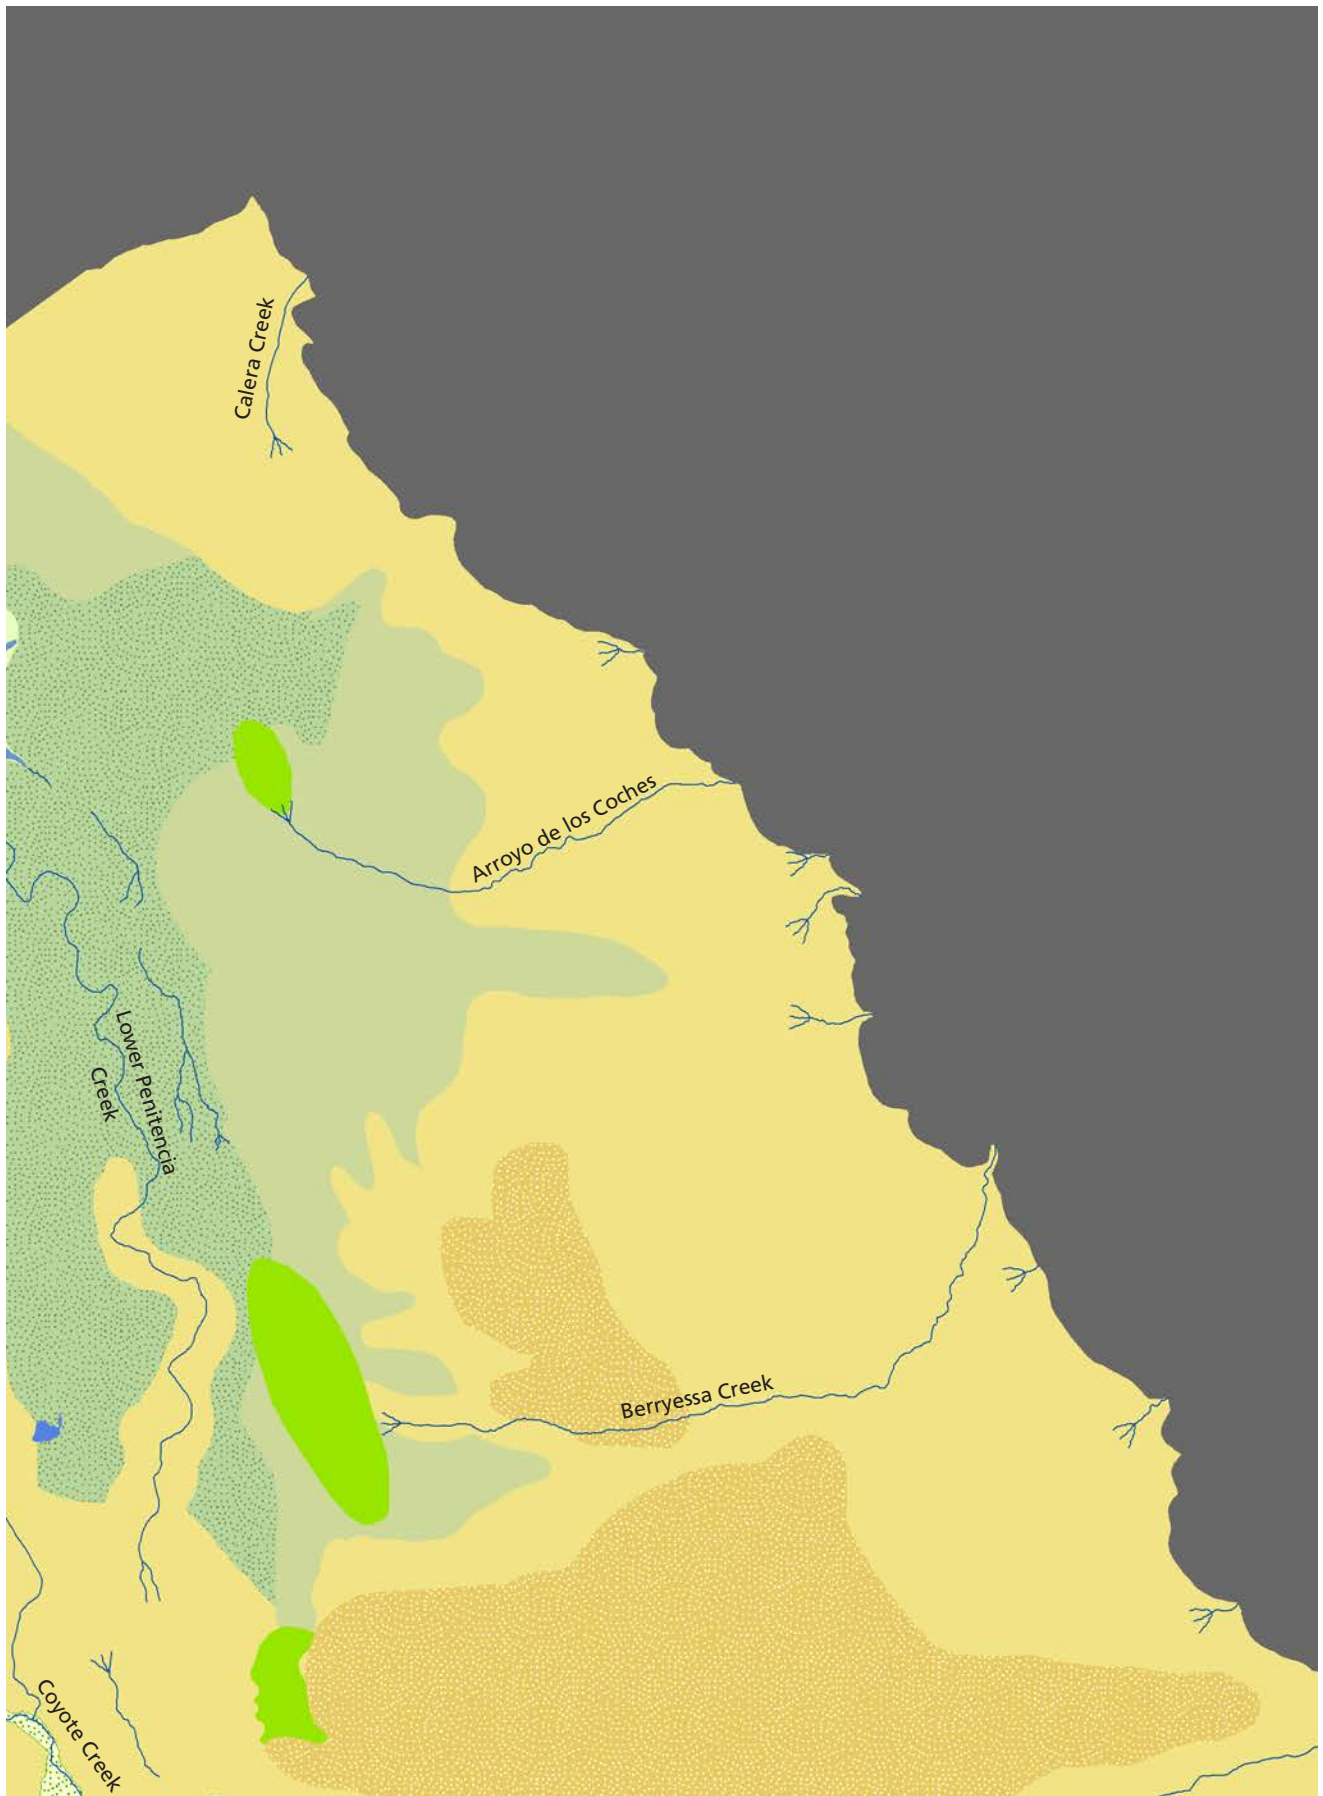 Calera Creek
Arroyo de los Coches
Lower Penitencia
Creek
Berryessa Creek
Coyote Creek